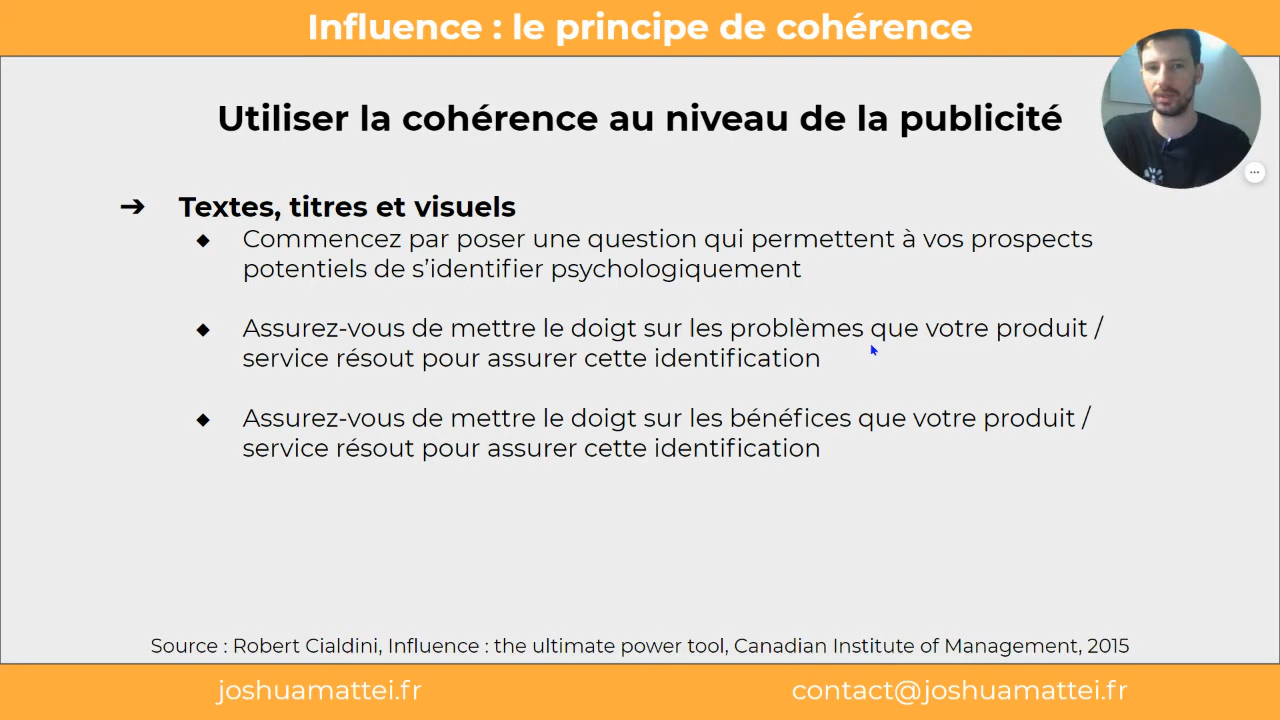 Influence : le principe de cohérence
Utiliser la cohérence au niveau de la publicité
➔ Textes, titres et visuels
◆ Commencez par poser une question qui permettent à vos prospects
potentiels de s’identifier psychologiquement
◆ Assurez-vous de mettre le doigt sur les problèmes que votre produit /
service résout pour assurer cette identification
◆ Assurez-vous de mettre le doigt sur les bénéfices que votre produit /
service résout pour assurer cette identification
Source : Robert Cialdini, Influence : the ultimate power tool, Canadian Institute of Management, 2015
joshuamattei.fr
contact@joshuamattei.fr